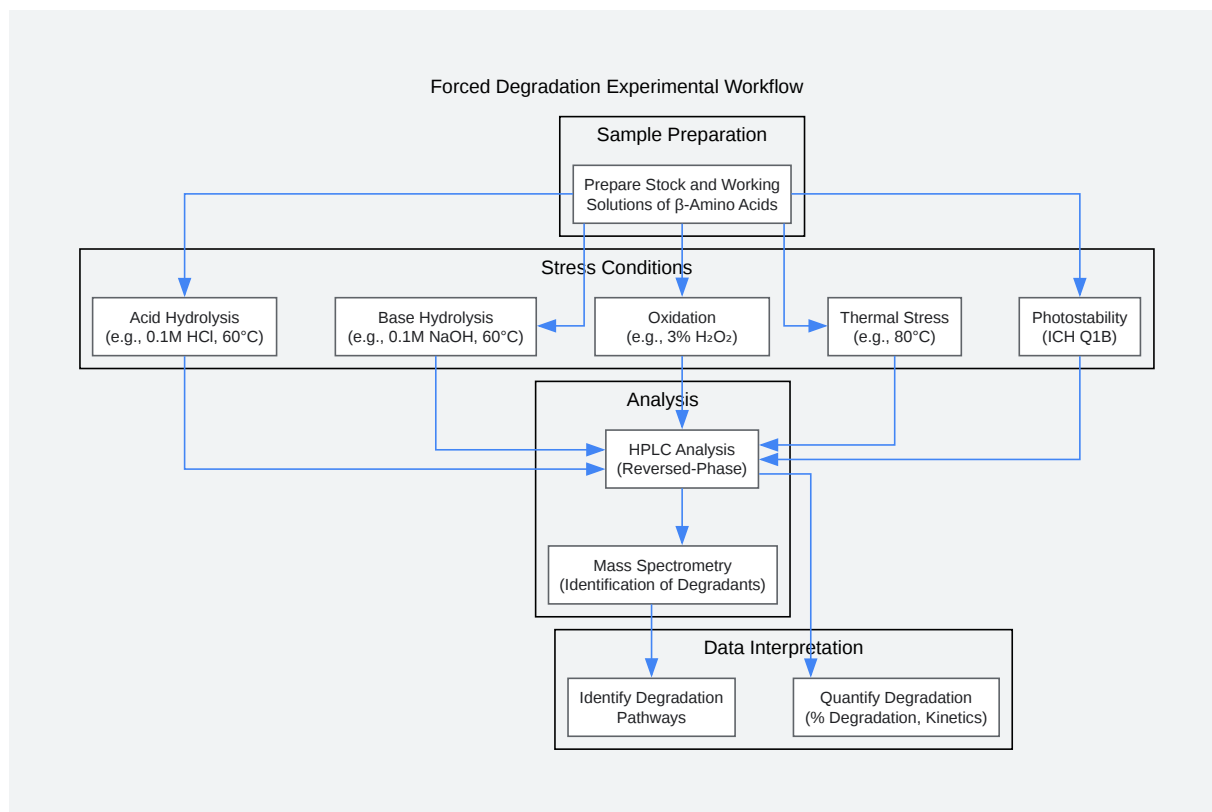 Forced Degradation Experimental Workflow
Sample Preparation
Prepare Stock and Working
Solutions of β-Amino Acids
Stress Conditions
Acid Hydrolysis
(e.g., 0.1M HCl, 60°C)
Base Hydrolysis
(e.g., 0.1M NaOH, 60°C)
Oxidation
(e.g., 3% H₂O₂)
Thermal Stress
(e.g., 80°C)
Photostability
(ICH Q1B)
Analysis
HPLC Analysis
(Reversed-Phase)
Mass Spectrometry
(Identification of Degradants)
Data Interpretation
Identify Degradation
Pathways
Quantify Degradation
(% Degradation, Kinetics)